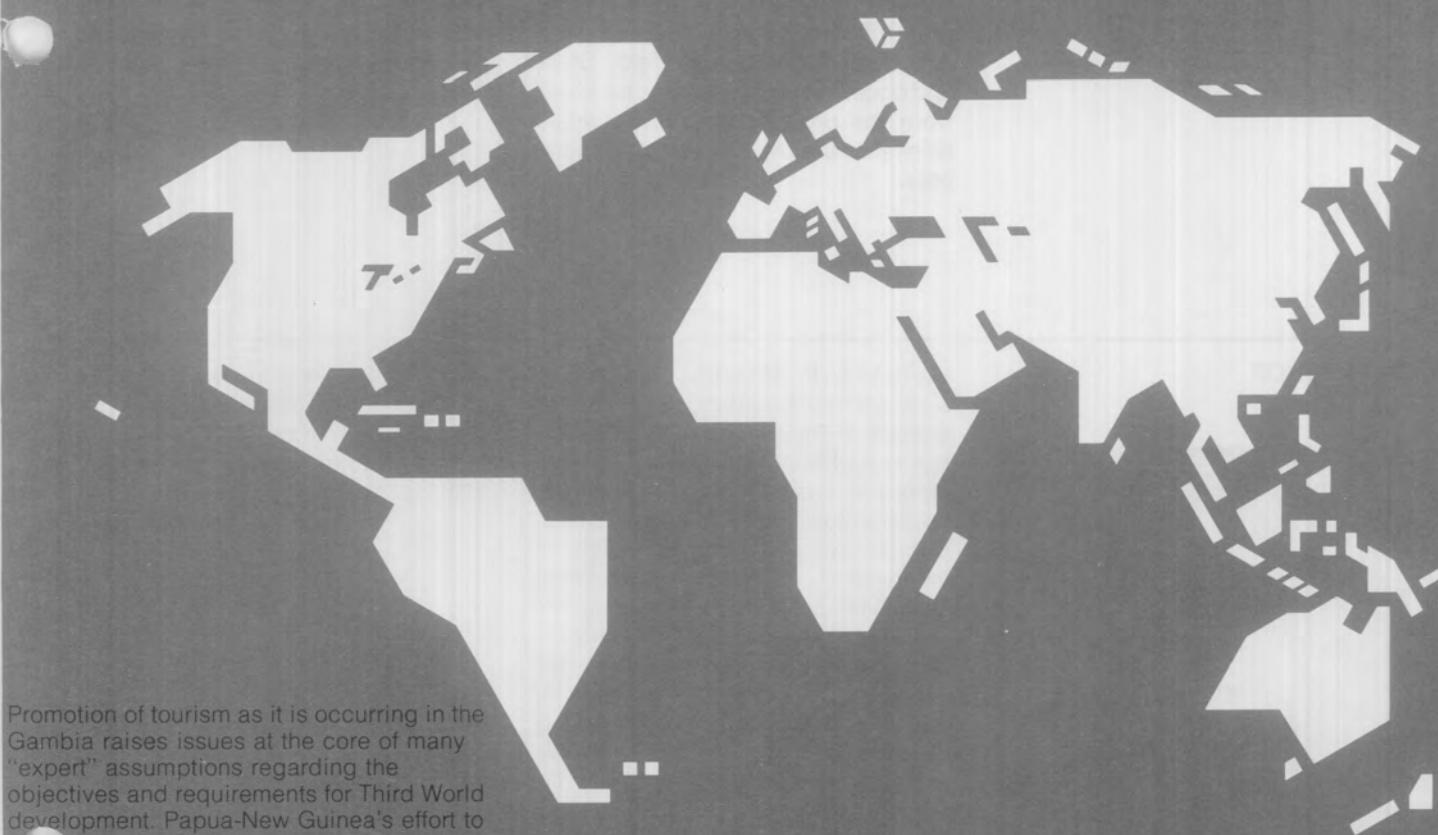 Promotion of tourism as it is occurring in the
Gambia raises issues at the core of many
"expert" assumptions regarding the
objectives and requirements for Third World
development. Papua-New Guinea's effort to